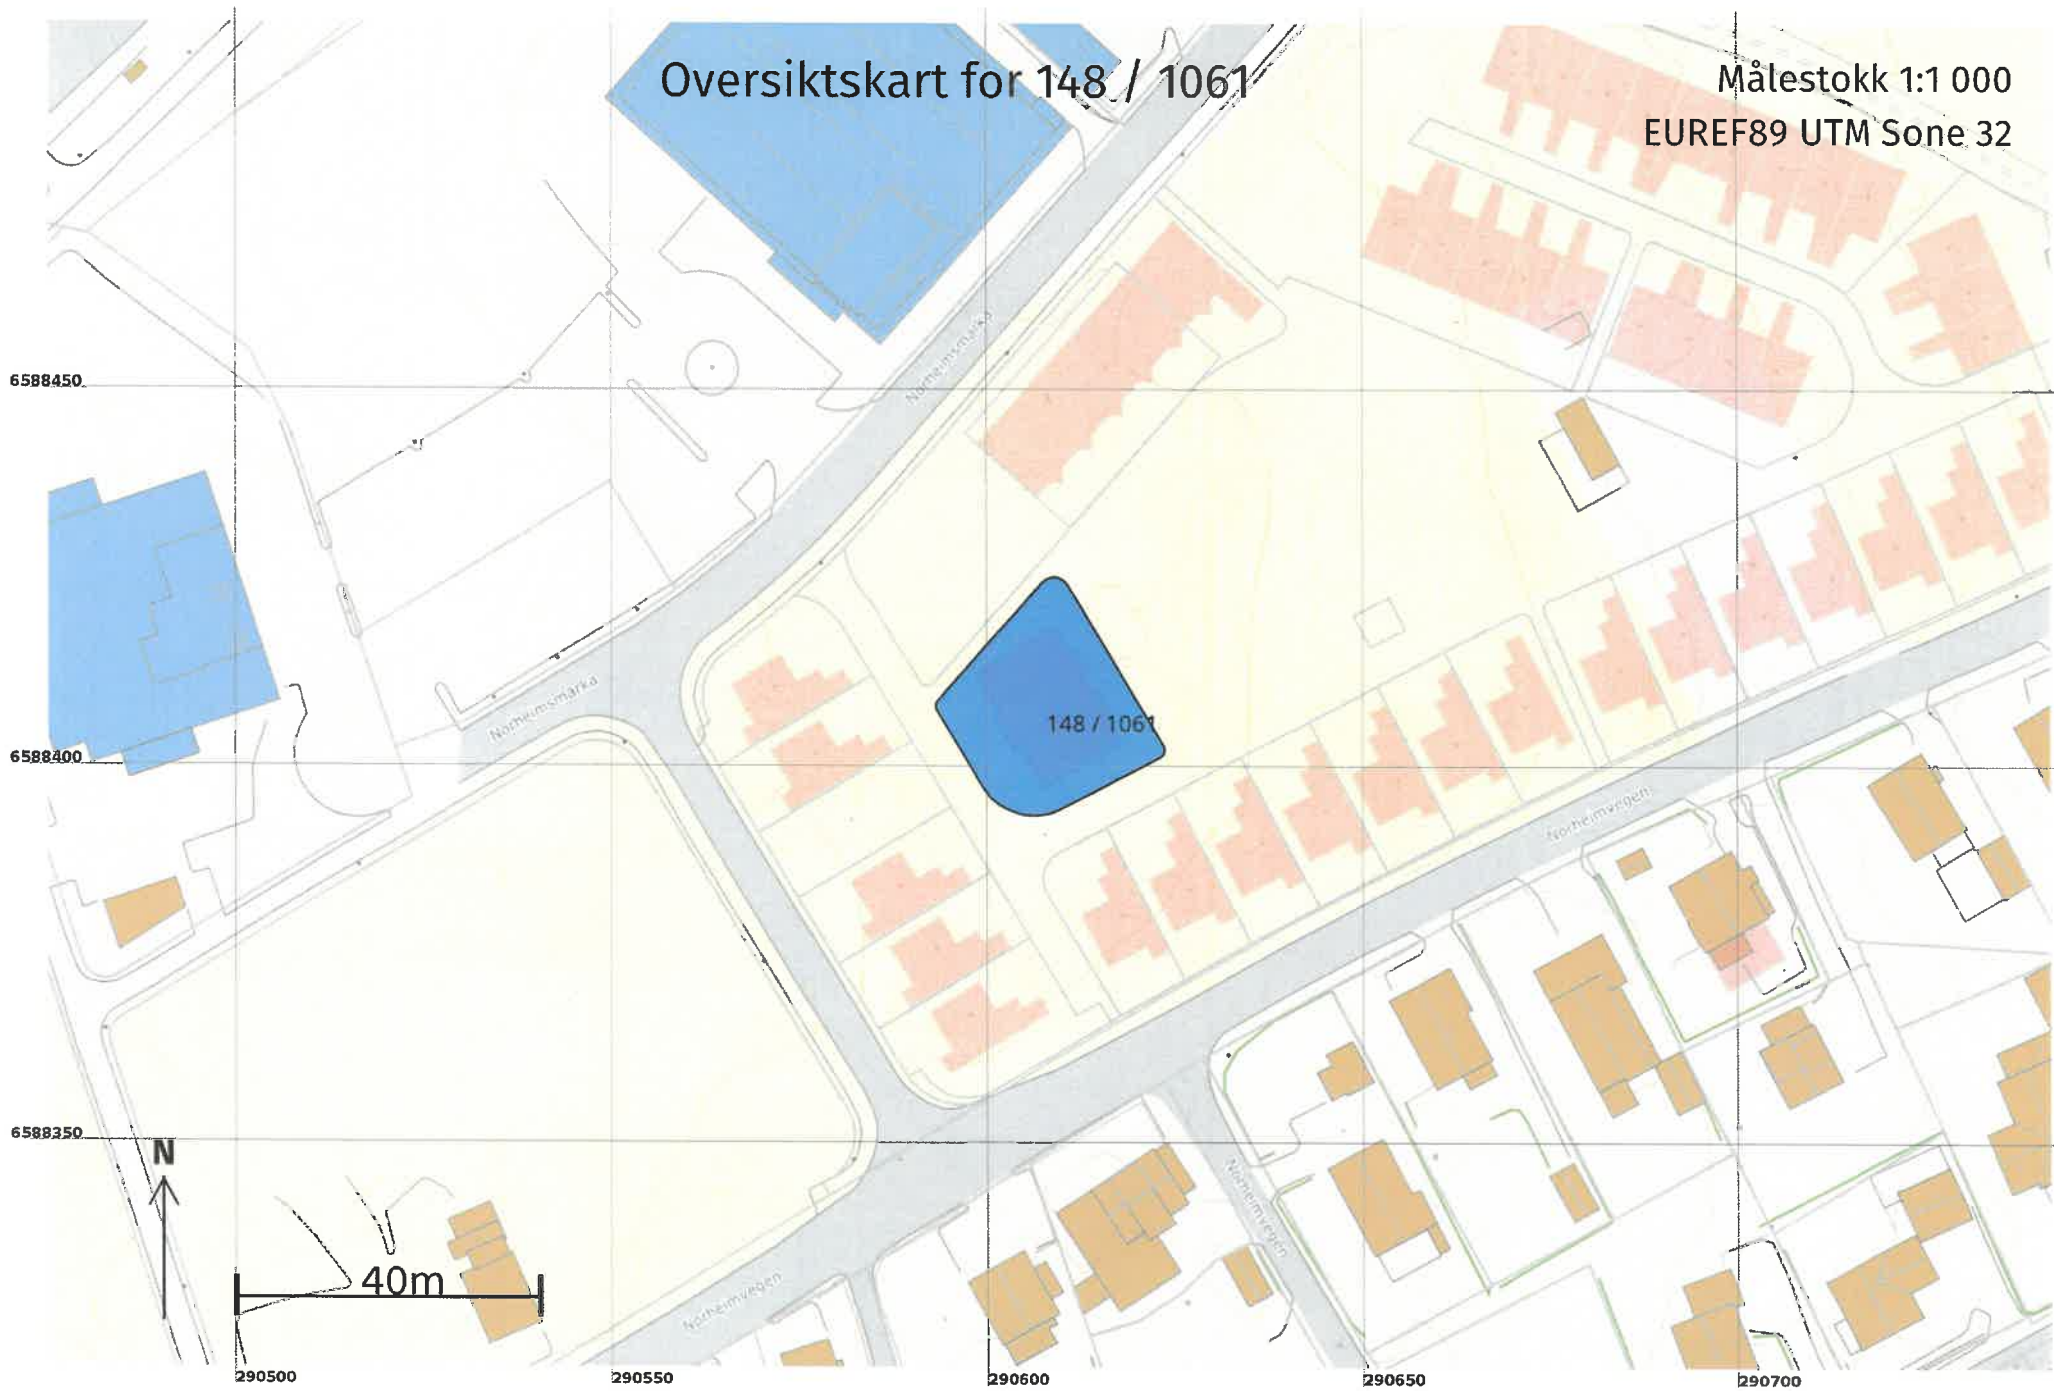 Oversiktskart for 148 / 1061
Målestokk 1:1 000
EUREF89 UTM Sone 32
Norheimsmarka
6588450
Norheimsmarka
148 / 1061
6588400
Norheimvegen
6588350
N
Norheimvegen
40m
Norheimvegen
290500
290550
290600
290650
290700